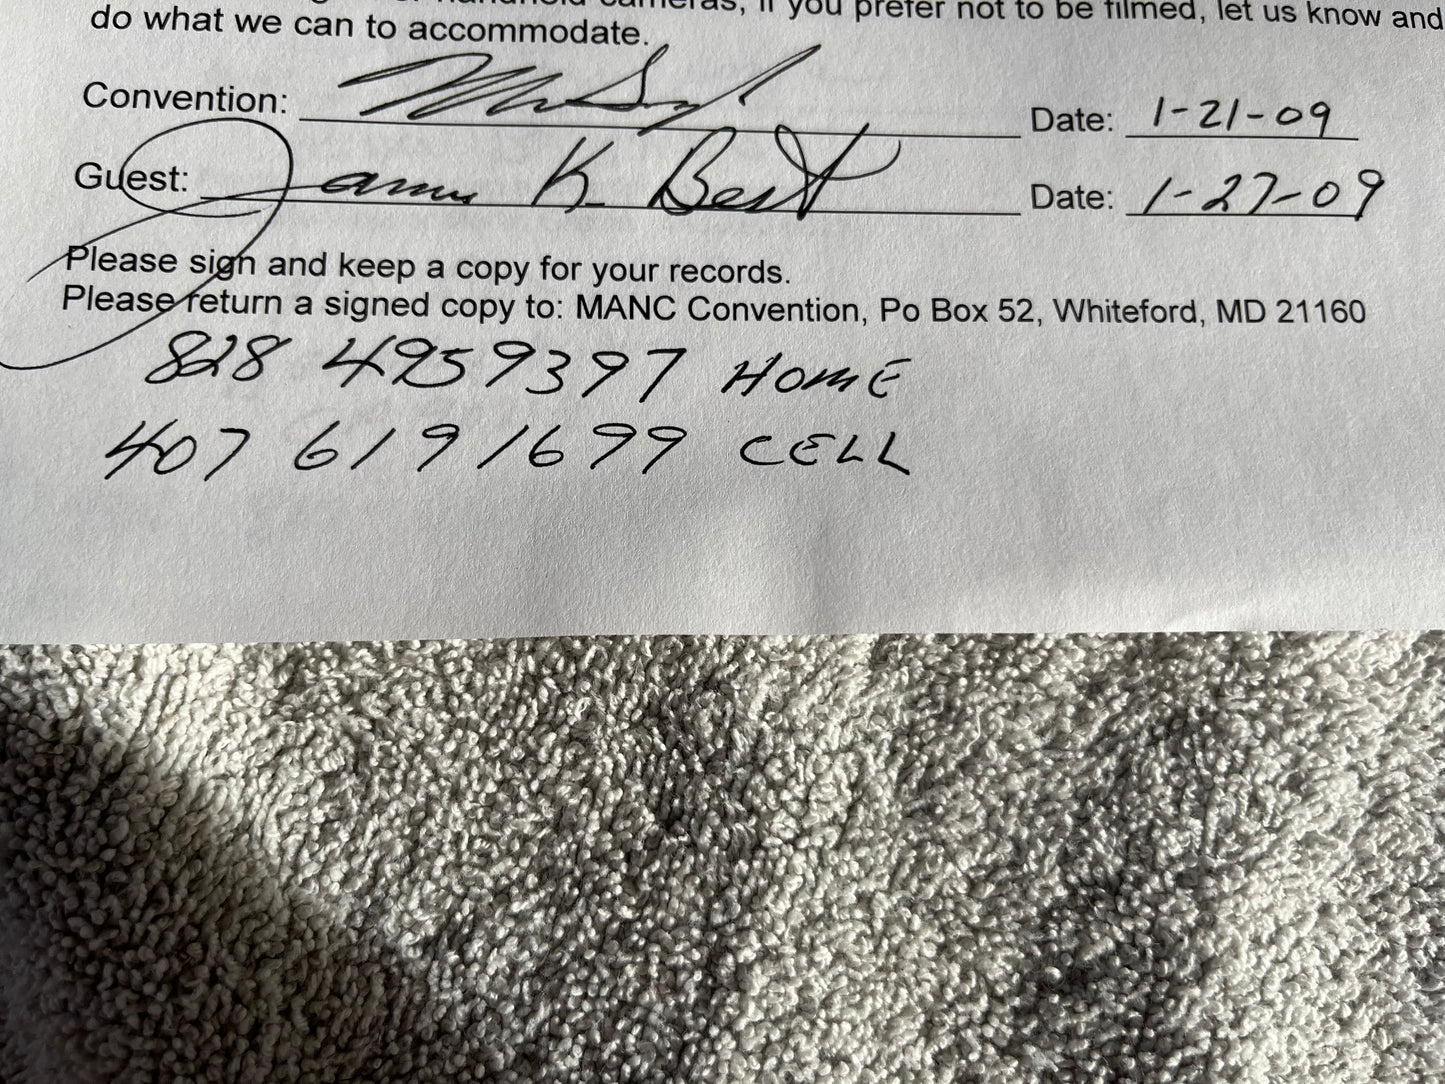 handheld cameras, if you prefer not to be filmed, let us know and
do what we can to accommodate.
Convention: Date: 1-21-09
Guest: James K. Best Date: 1-27-09
Please sign and keep a copy for your records.
Please return a signed copy to: MANC Convention, Po Box 52, Whiteford, MD 21160
828 4959397 HOME
407 6191699 CELL